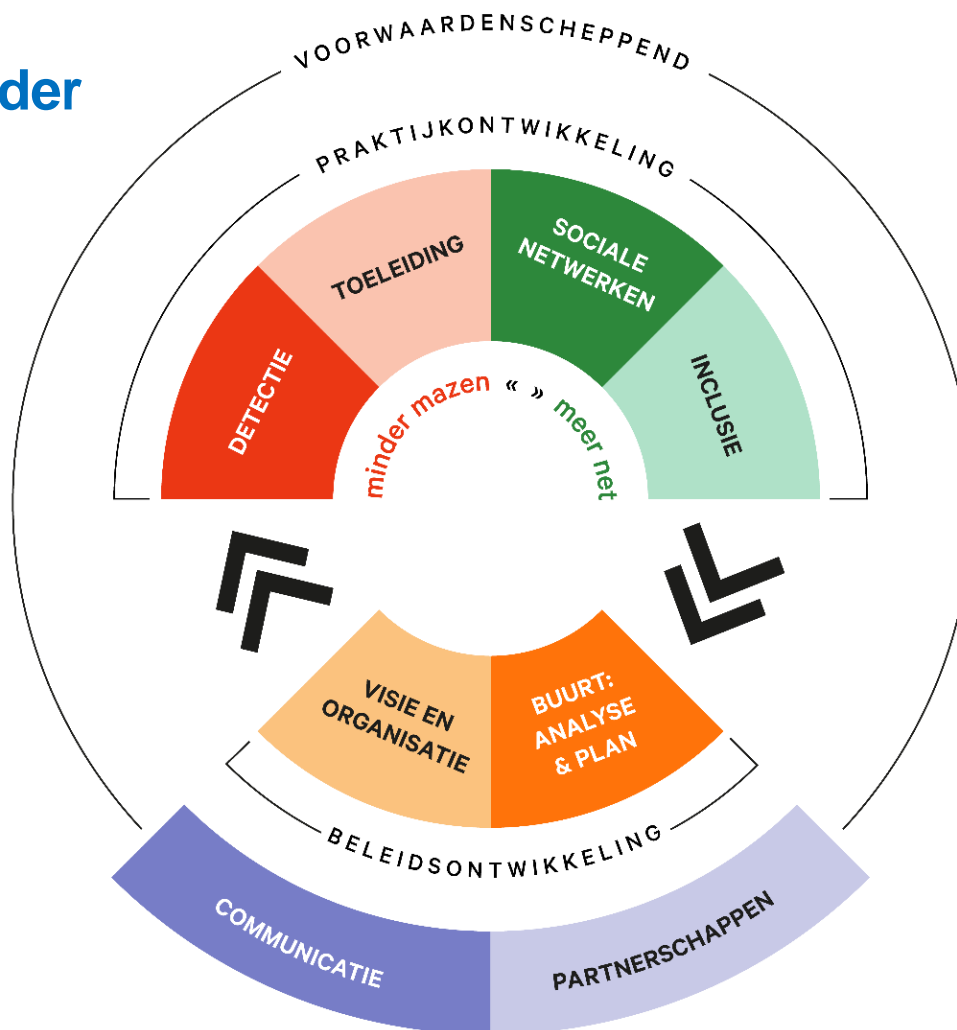 der
VOORWAARDENSCHEPPEND
PRAKTIJKONTWIKKELING
TOELEIDING
SOCIALE
NETWERKEN
DETECTIE
INCLUSIE
minder mazen « » meer net
VISIE EN
ORGANISATIE
BUURT:
ANALYSE
& PLAN
BELEIDSONTWIKKELING
COMMUNICATIE
PARTNERSCHAPPEN